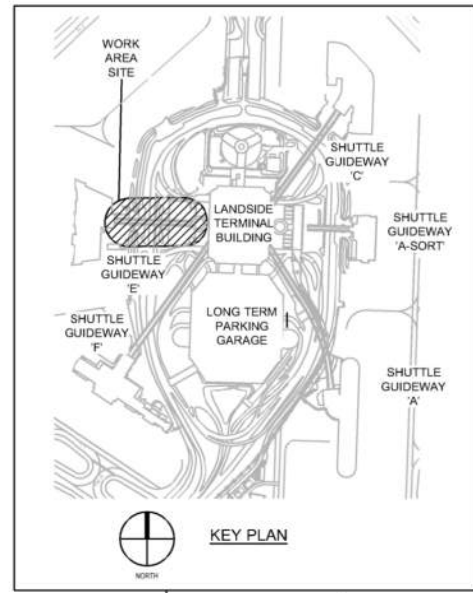 WORK
AREA
SITE
SHUTTLE
GUIDEWAY
'C'
LANDSIDE
TERMINAL
BUILDING
SHUTTLE
GUIDEWAY
'A-SORT'
SHUTTLE
GUIDEWAY
'E'
SHUTTLE
GUIDEWAY
'F'
LONG TERM
PARKING
GARAGE
SHUTTLE
GUIDEWAY
'A'
KEY PLAN
NORTH